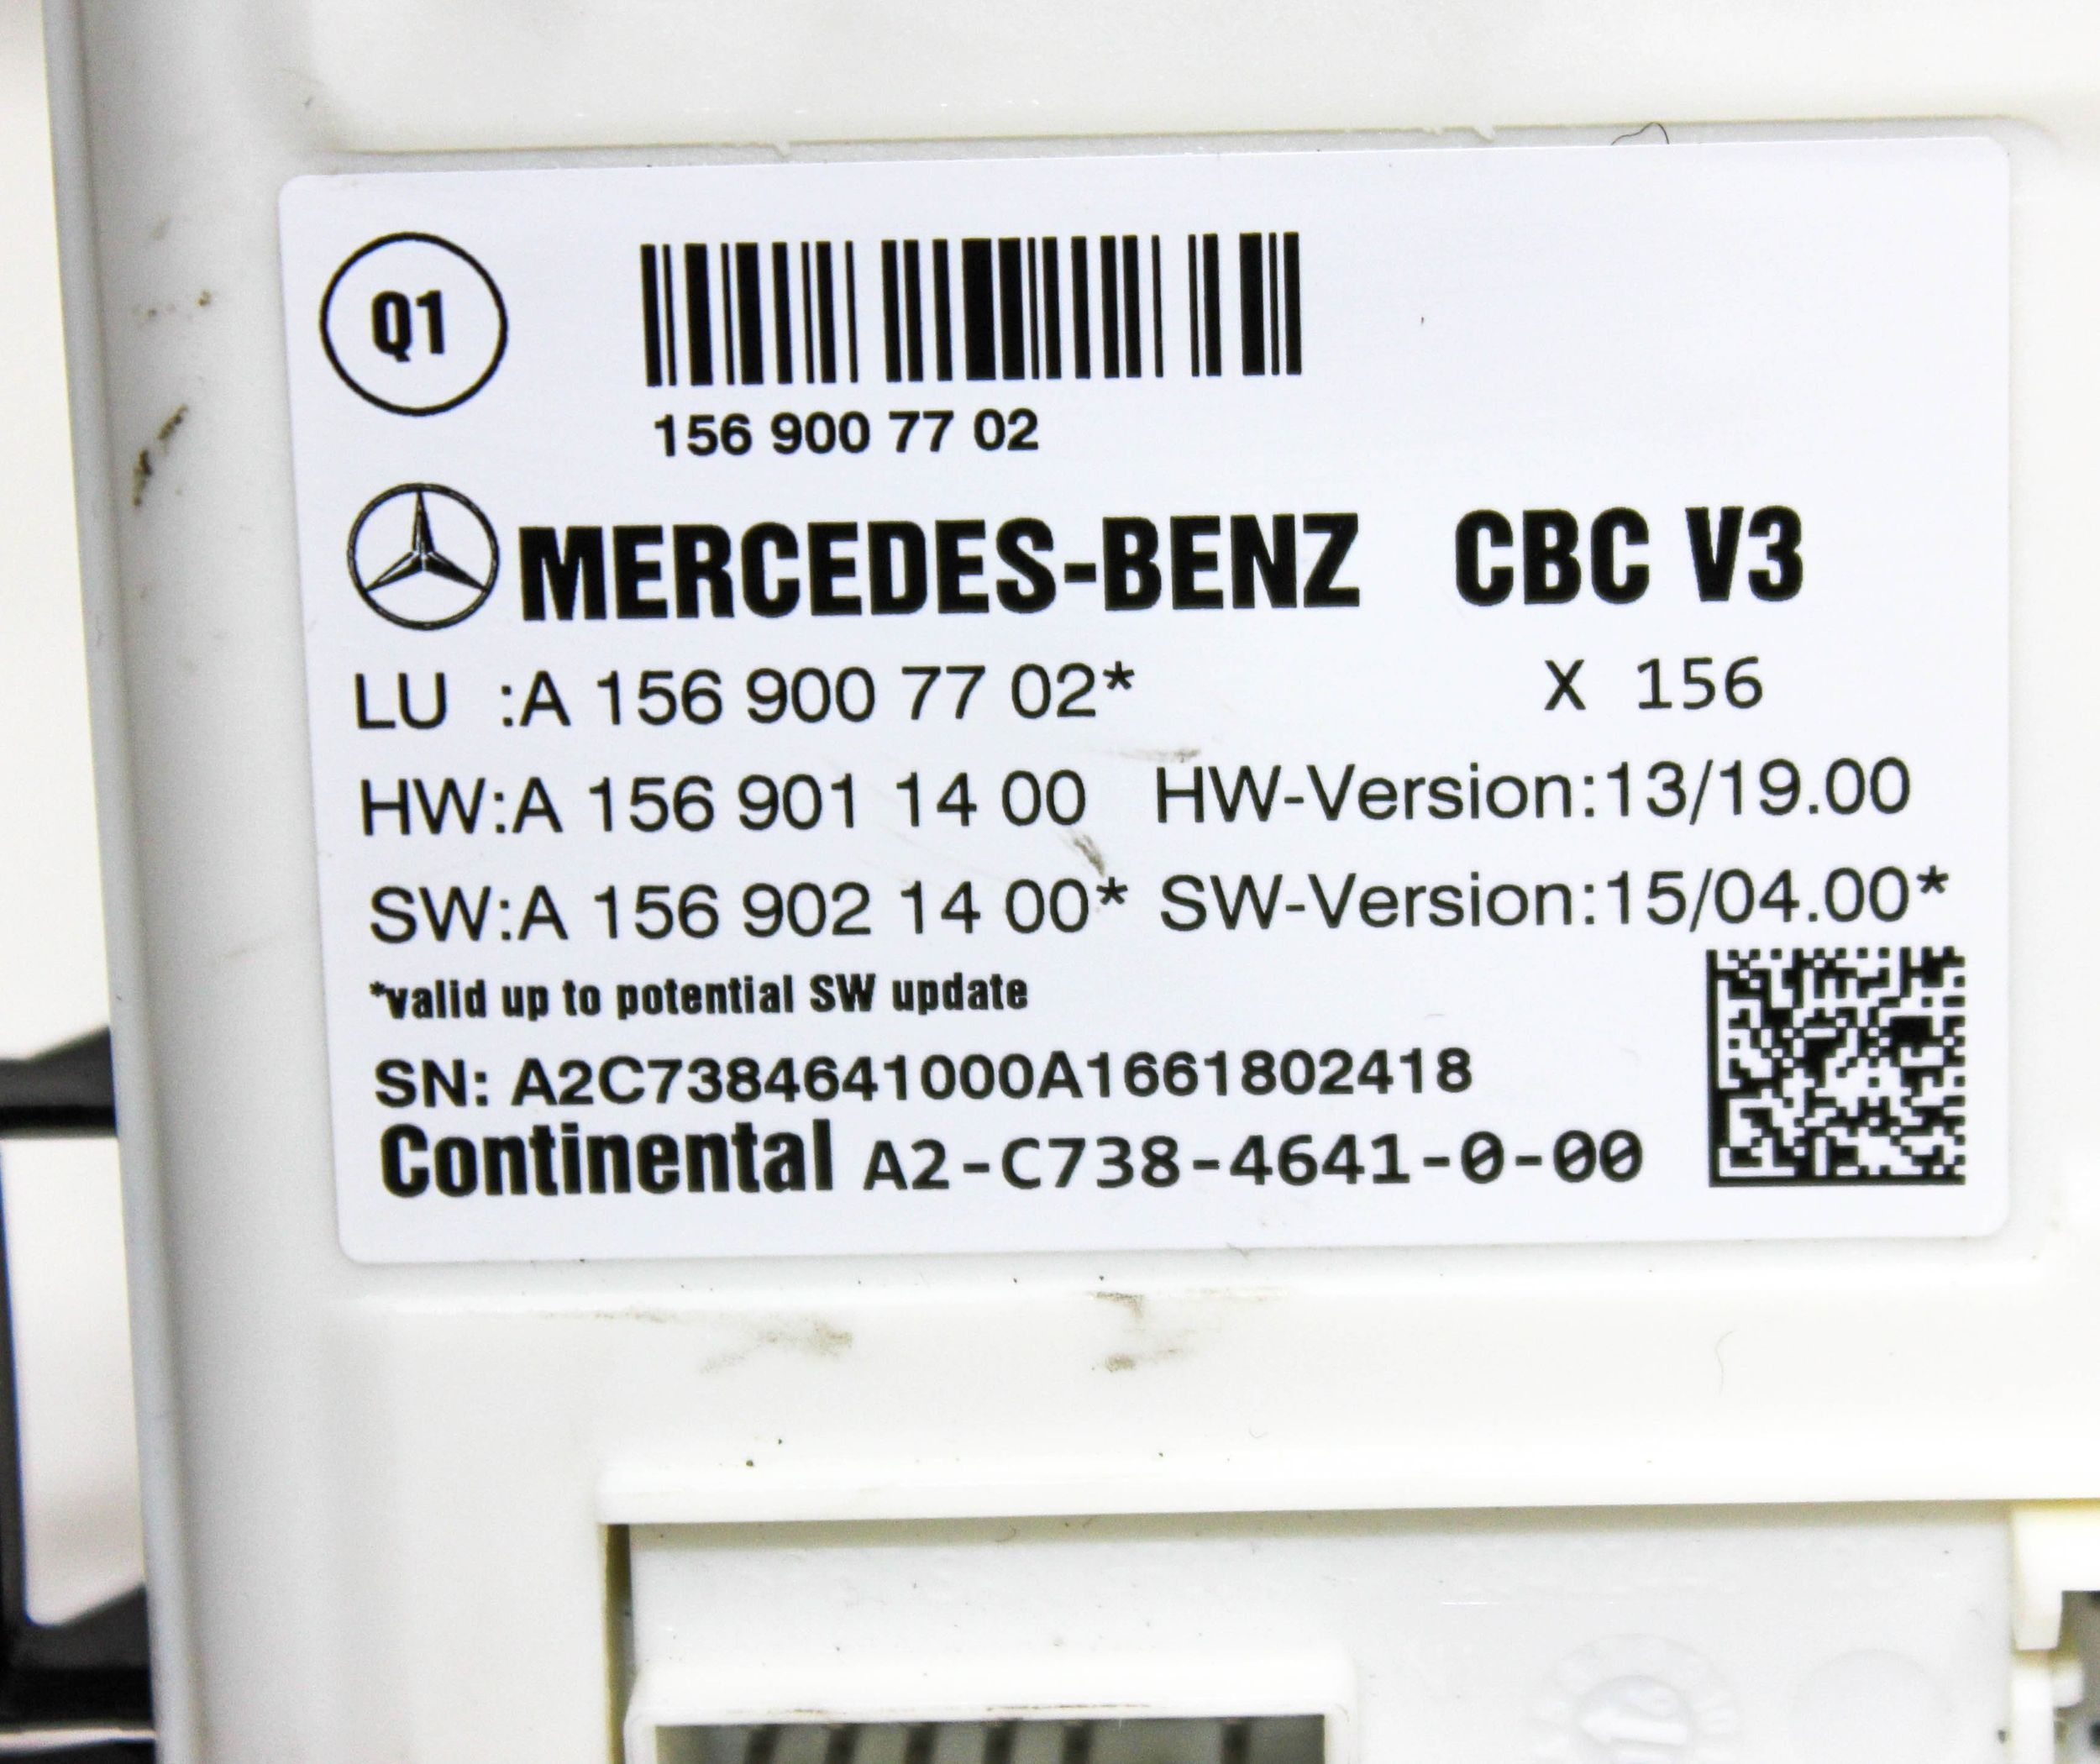 Q1
156 900 77 02
MERCEDES-BENZ CBC V3
LU :A 156 900 77 02* X 156
HW:A 156 901 14 00 HW-Version:13/19.00
SW:A 156 902 14 00* SW-Version:15/04.00*
*valid up to potential SW update
SN: A2C7384641000A1661802418
Continental A2-C738-4641-0-00